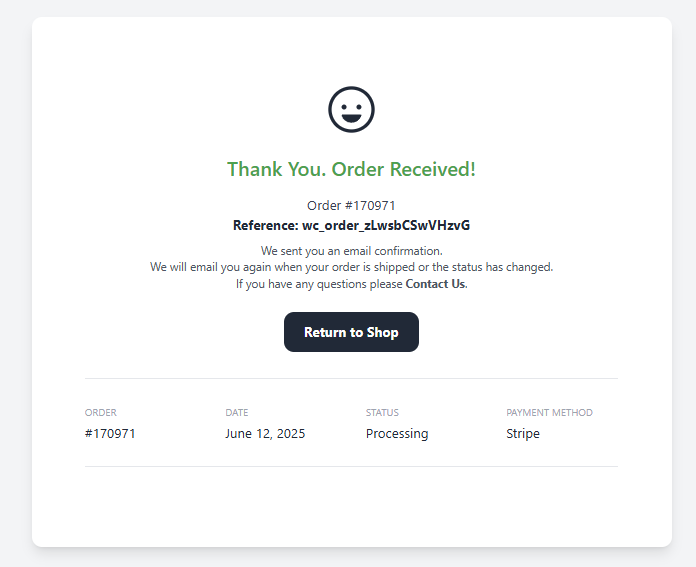 Thank You. Order Received!
Order #170971
Reference: wc_order_zLwsbCSwVHzvG
We sent you an email confirmation.
We will email you again when your order is shipped or the status has changed.
If you have any questions please Contact Us.
Return to Shop
ORDER DATE STATUS PAYMENT METHOD
#170971 June 12, 2025 Processing Stripe